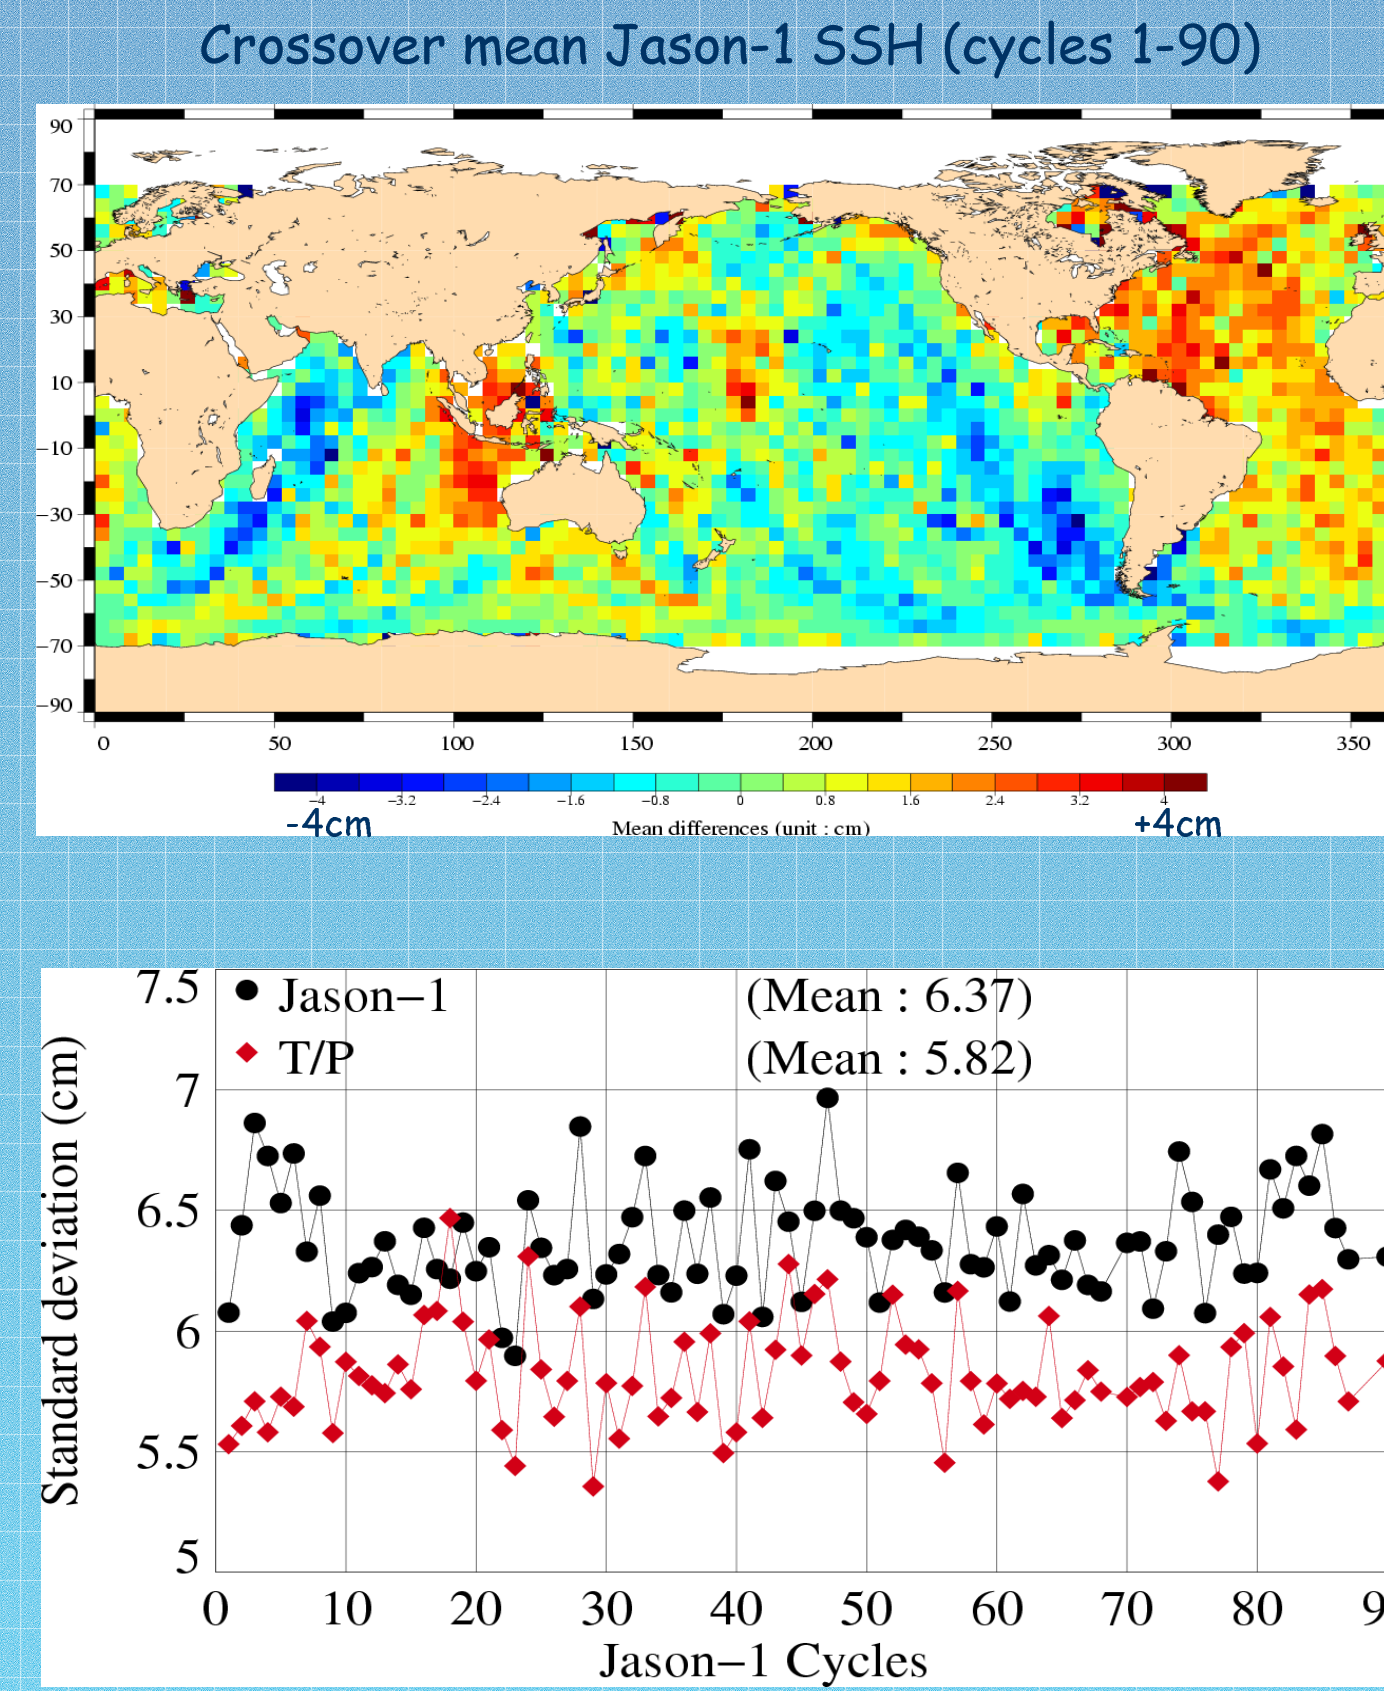 Crossover mean Jason-1 SSH (cycles 1-90)
90
70
50
30
10
−10
−30
−50
−70
−90
0 50 100 150 200 250 300 350
−4 −3.2 −2.4 −1.6 −0.8 0 0.8 1.6 2.4 3.2 4
-4cm +4cm
Mean differences (unit : cm)
7.5
Jason−1 (Mean : 6.37)
T/P (Mean : 5.82)
7
6.5
6
5.5
5
Standard deviation (cm)
0 10 20 30 40 50 60 70 80 9
Jason−1 Cycles